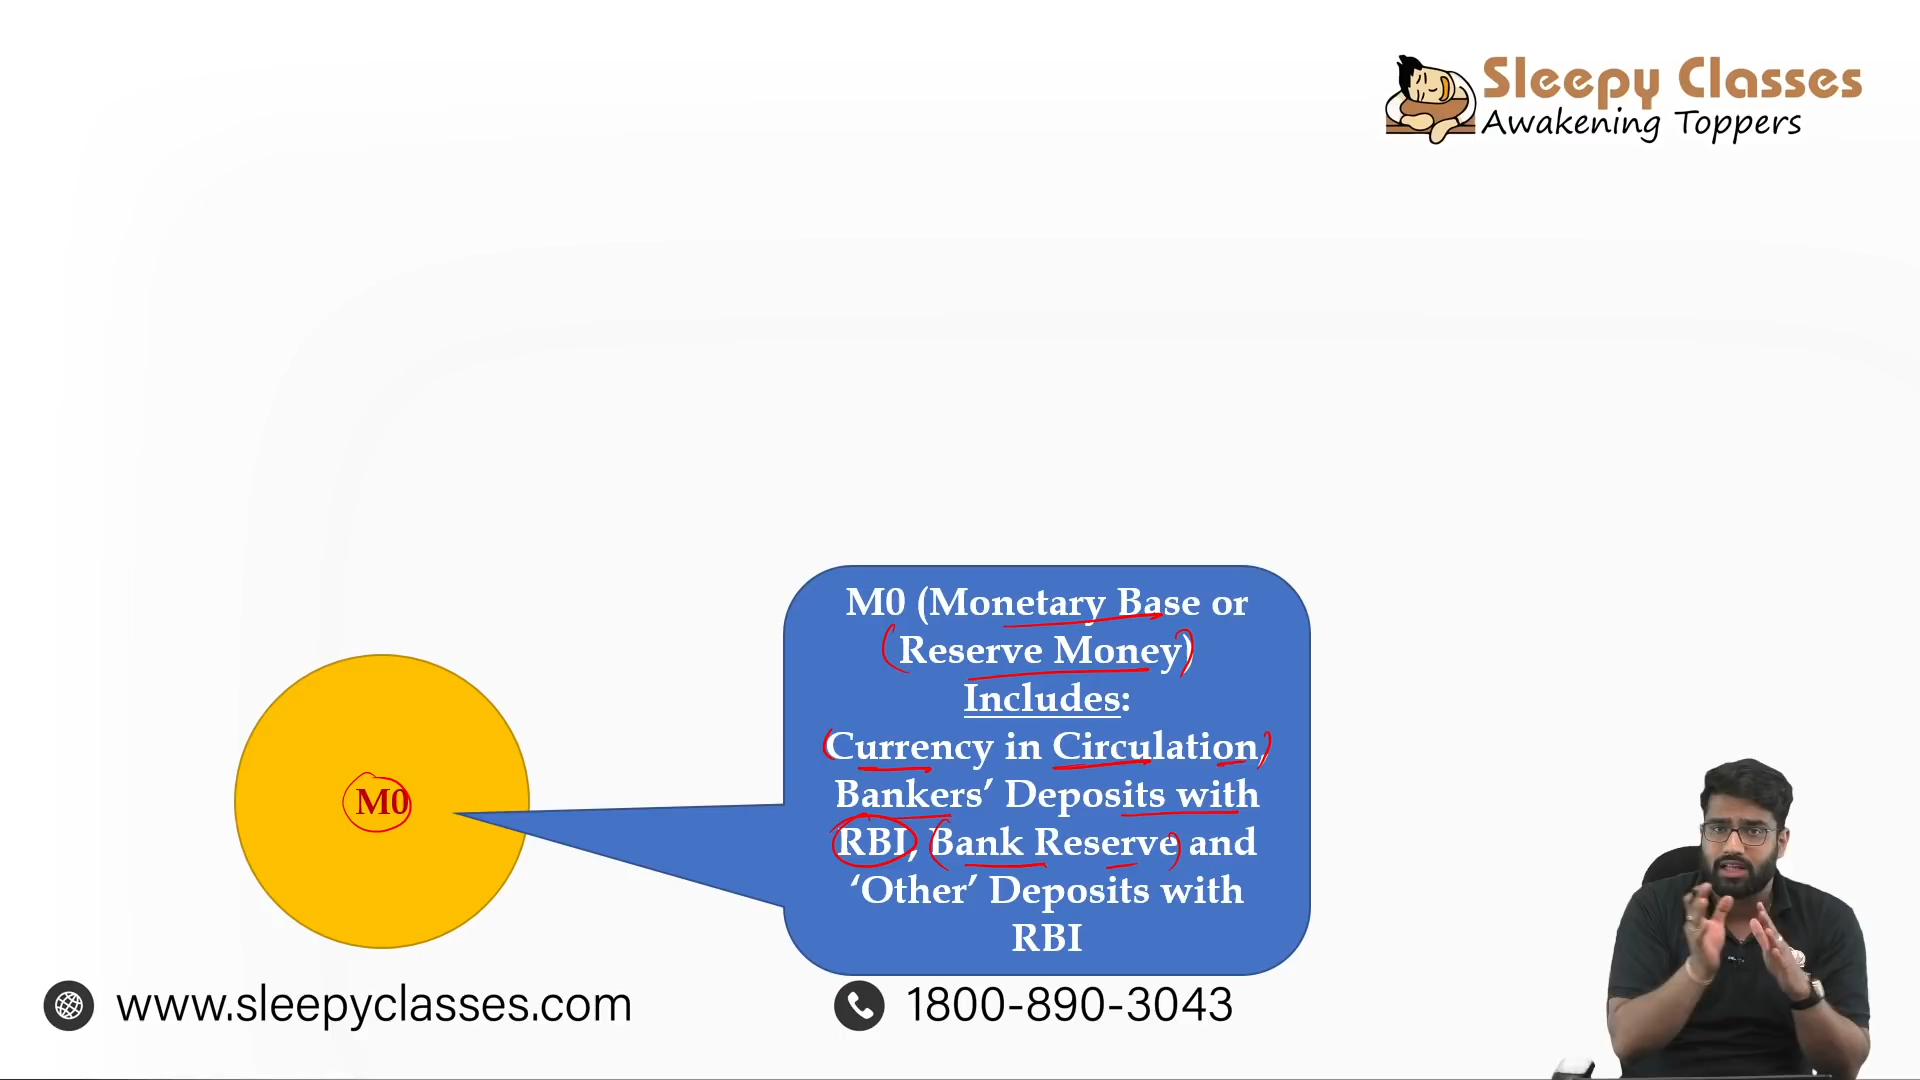 Sleepy Classes
Awakening Toppers
M0 (Monetary Base or
Reserve Money)
Includes:
Currency in Circulation,
Bankers’ Deposits with
RBI, Bank Reserve and
‘Other’ Deposits with
RBI
M0
www.sleepyclasses.com
1800-890-3043